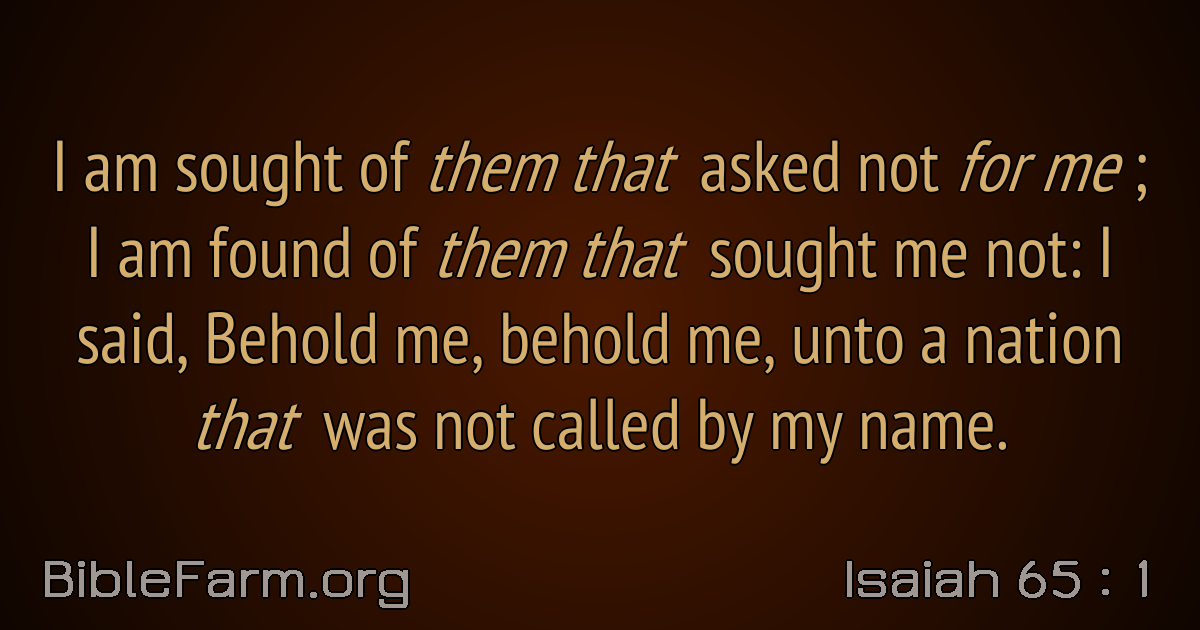 I am sought of them that asked not for me ;
I am found of them that sought me not: I
said, Behold me, behold me, unto a nation
that was not called by my name.
BibleFarm.org
Isaiah 65 : 1